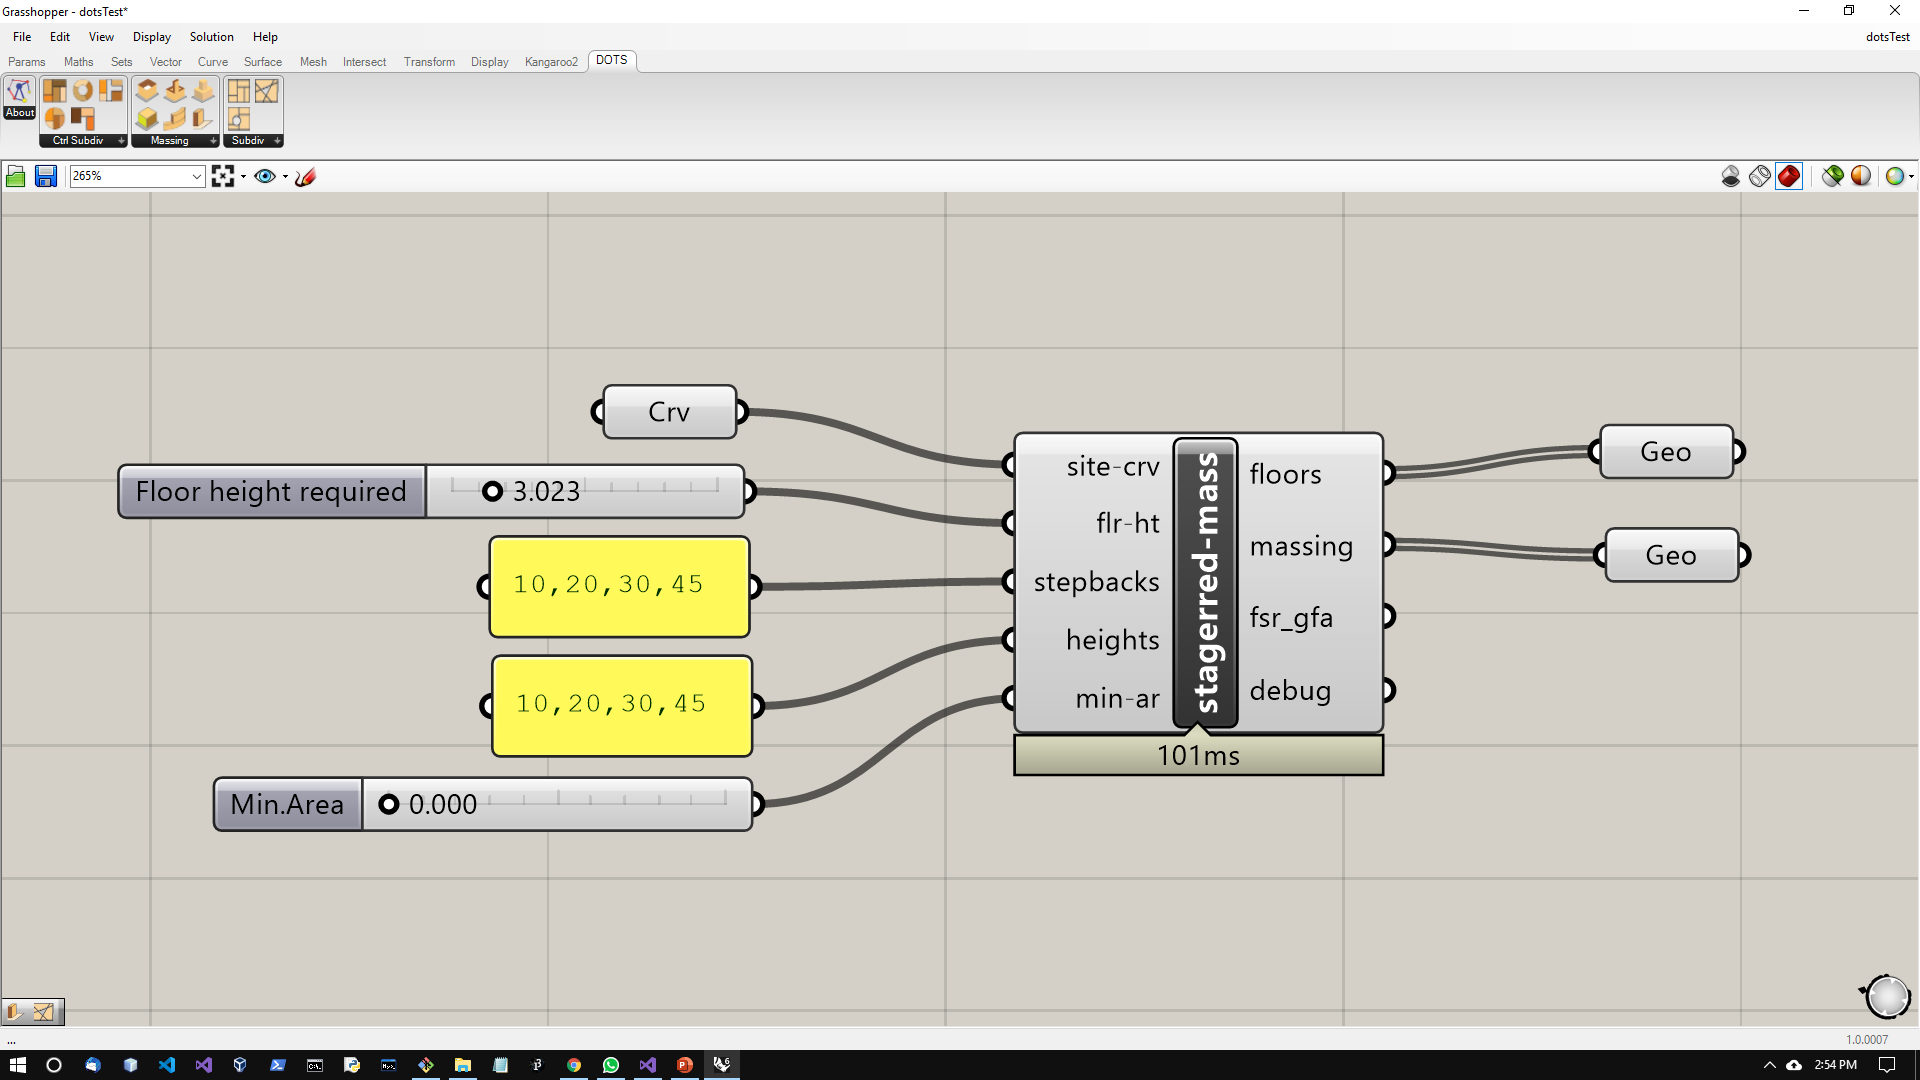 Grasshopper - dotsTest*
File Edit View Display Solution Help dotsTest
Params Maths Sets Vector Curve Surface Mesh Intersect Transform Display Kangaroo2 DOTS
About
Ctrl Subdiv + Massing + Subdiv +
265%
Crv
Floor height required 3.023
10,20,30,45
10,20,30,45
Min.Area 0.000
site-crv
flr-ht
stepbacks
heights
min-ar
stagerred-mass
floors
massing
fsr_gfa
debug
101ms
Geo
Geo
...
1.0.0007
2:54 PM